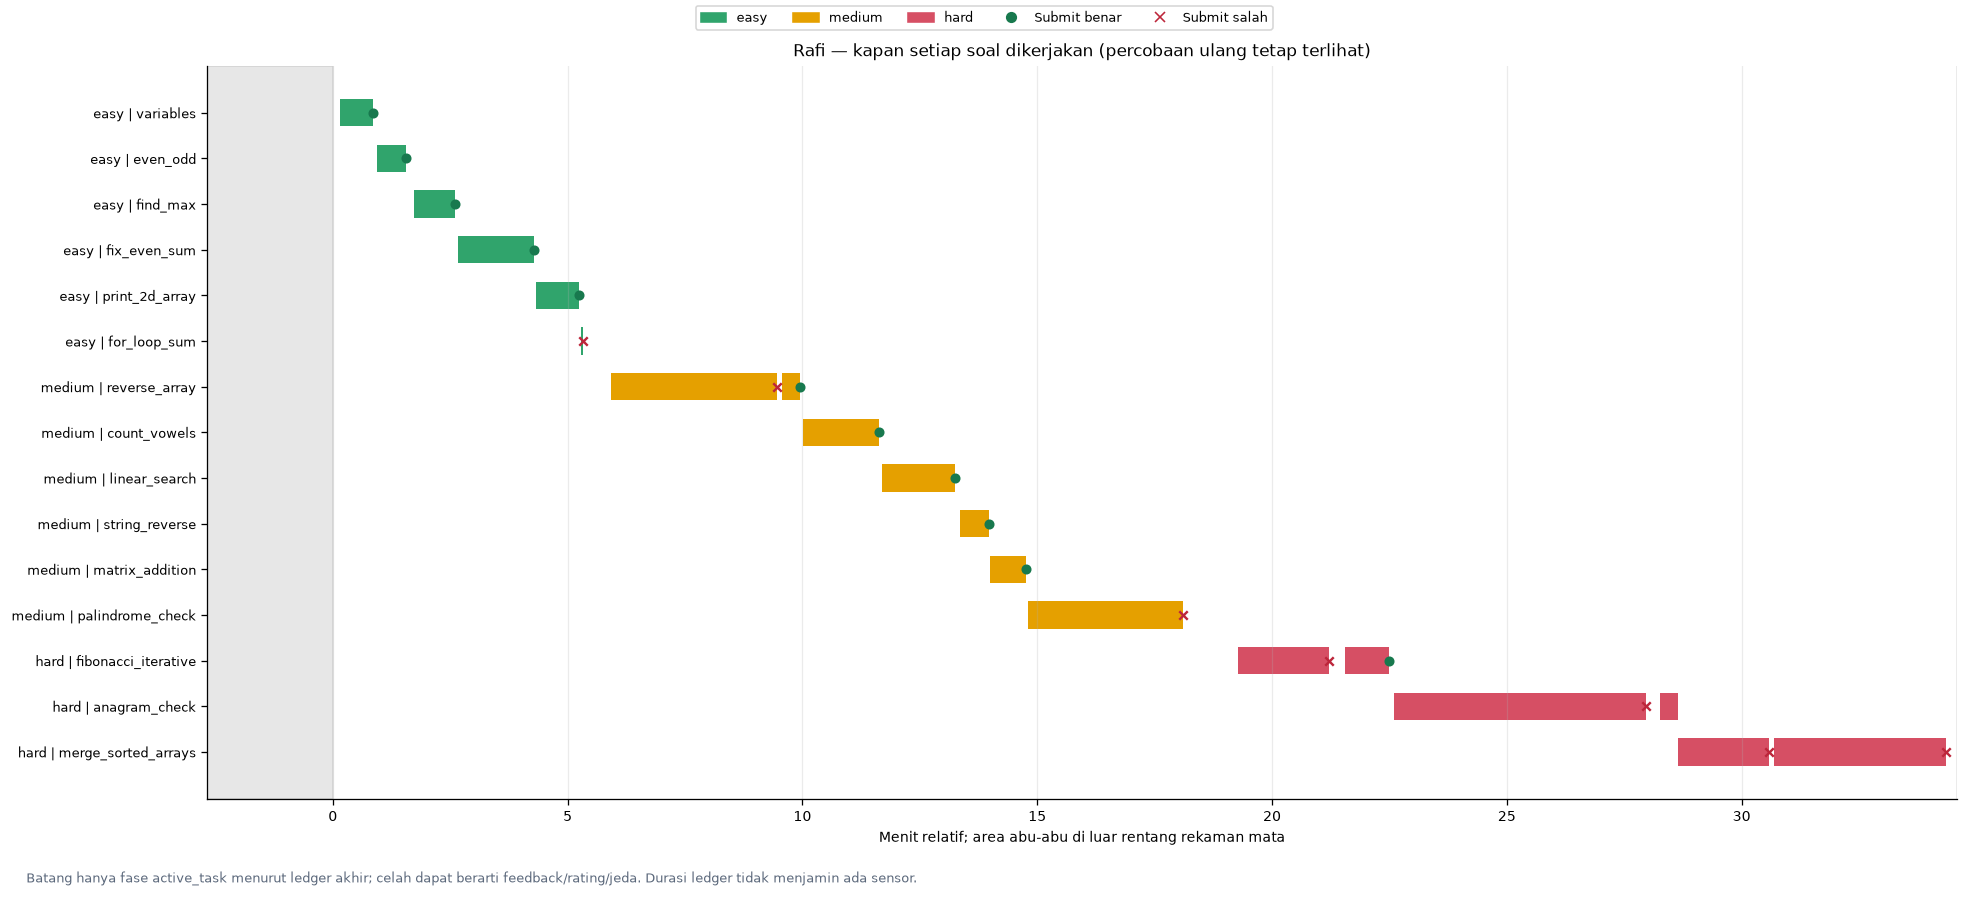 easy medium hard Submit benar Submit salah
Rafi — kapan setiap soal dikerjakan (percobaan ulang tetap terlihat)
easy | variables
easy | even_odd
easy | find_max
easy | fix_even_sum
easy | print_2d_array
easy | for_loop_sum
medium | reverse_array
medium | count_vowels
medium | linear_search
medium | string_reverse
medium | matrix_addition
medium | palindrome_check
hard | fibonacci_iterative
hard | anagram_check
hard | merge_sorted_arrays
0 5 10 15 20 25 30
Menit relatif; area abu-abu di luar rentang rekaman mata
Batang hanya fase active_task menurut ledger akhir; celah dapat berarti feedback/rating/jeda. Durasi ledger tidak menjamin ada sensor.